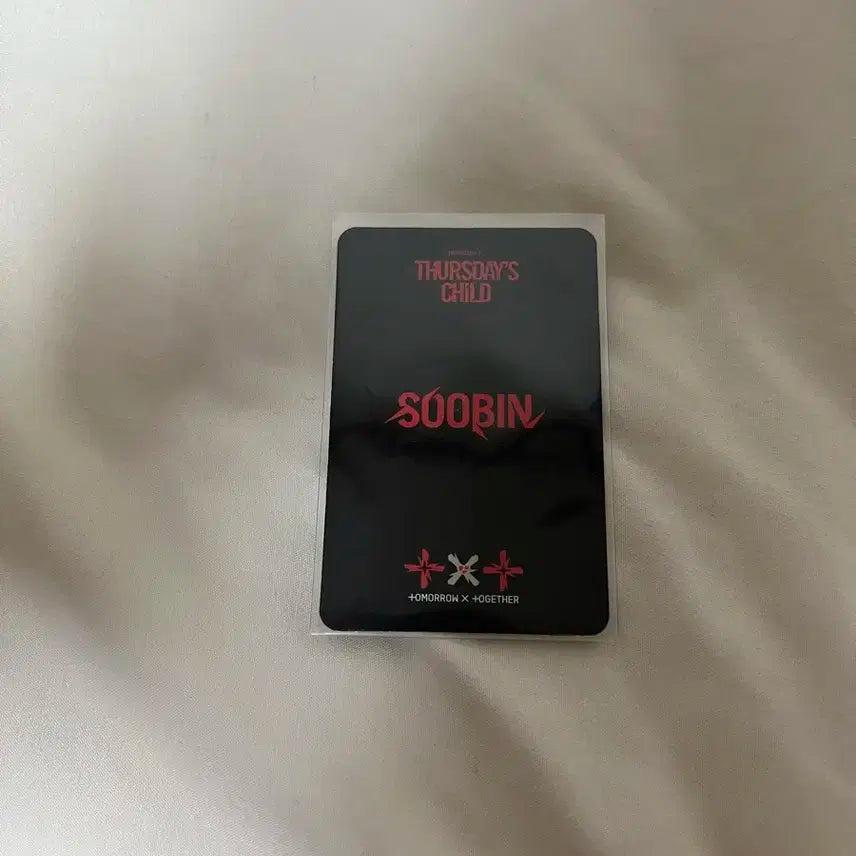 THURSDAY'S
CHILD
SOOBIN
TOMORROW X TOGETHER